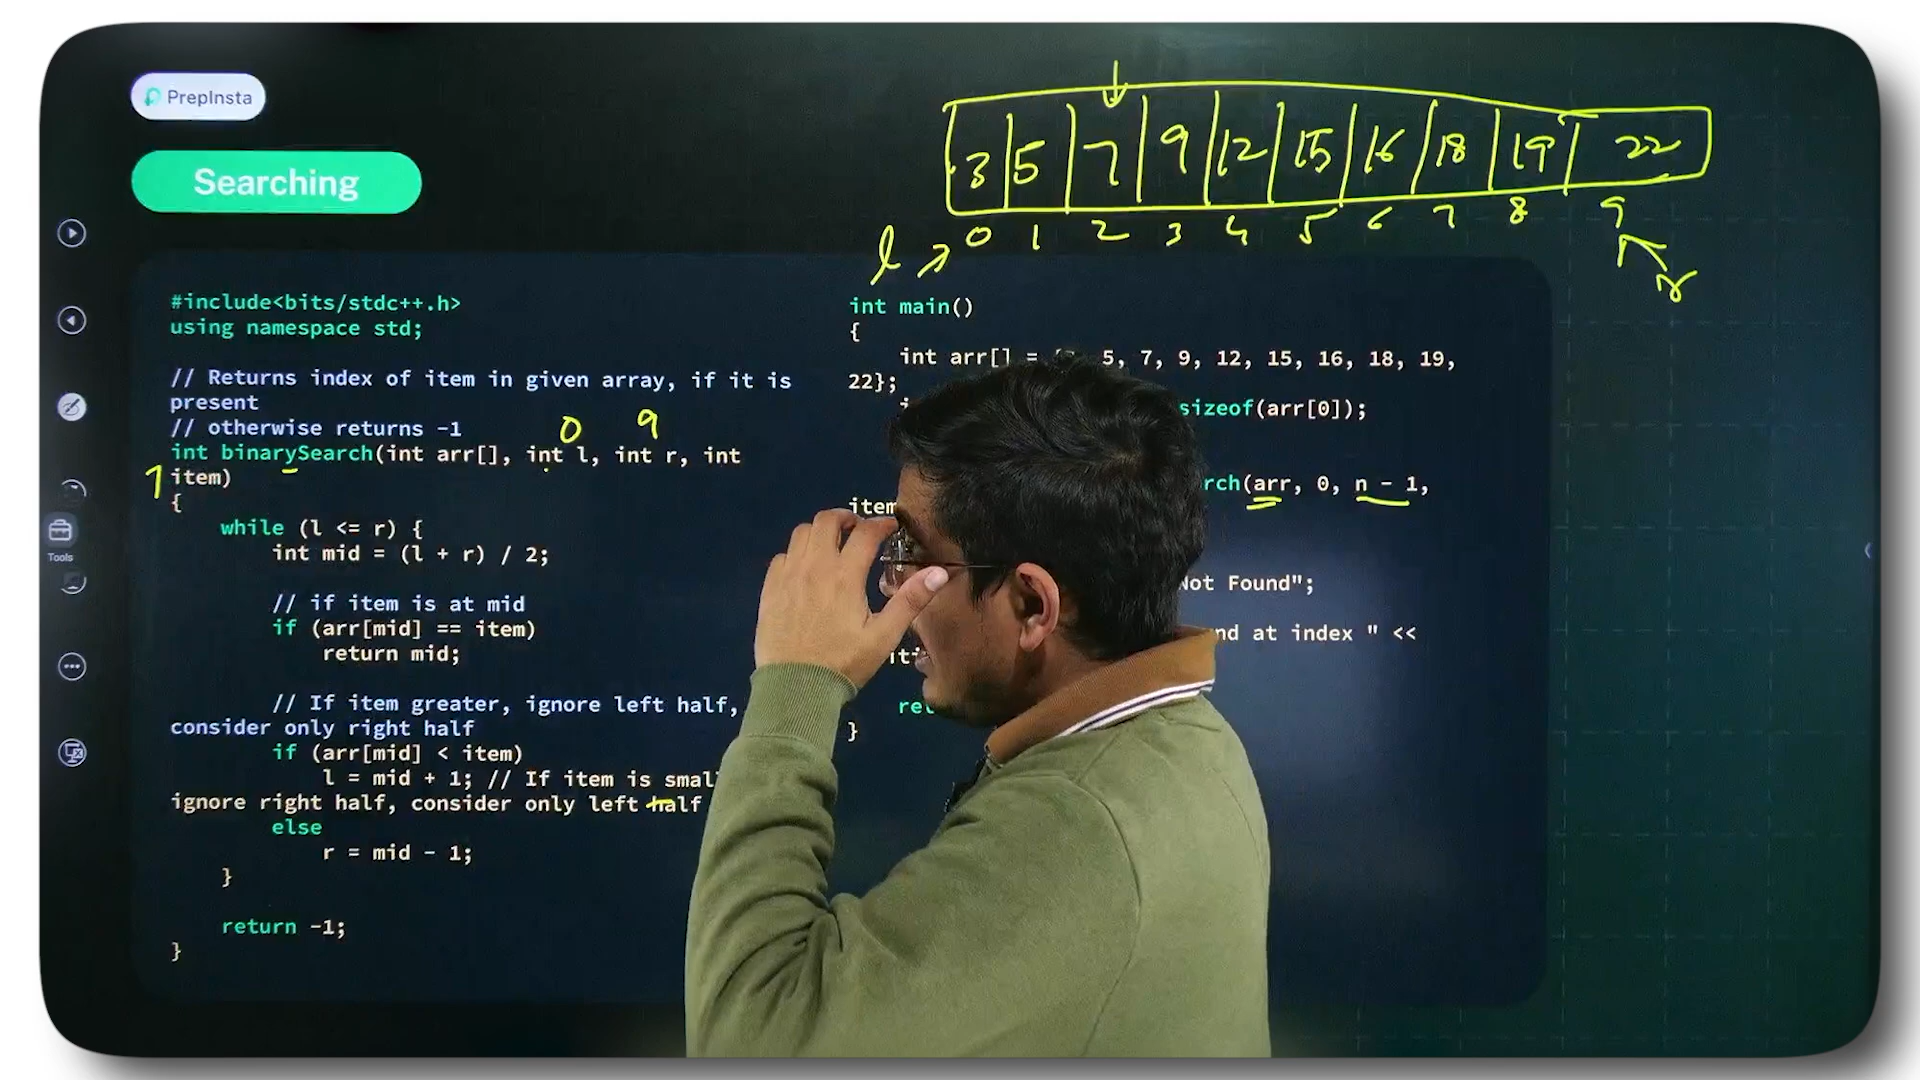 PrepInsta
Searching
3 5 7 9 12 15 16 18 19 22
0 1 2 3 4 5 6 7 8 9
l
r
#include<bits/stdc++.h>
using namespace std;
// Returns index of item in given array, if it is
present
// otherwise returns -1
0 9
int binarySearch(int arr[], int l, int r, int
7
item)
{
while (l <= r) {
int mid = (l + r) / 2;
// if item is at mid
if (arr[mid] == item)
return mid;
// If item greater, ignore left half,
consider only right half
if (arr[mid] < item)
l = mid + 1; // If item is
ignore right half, consider only left half
else
r = mid - 1;
}
return -1;
}
int main()
{
int arr[] = 5, 7, 9, 12, 15, 16, 18, 19,
22};
sizeof(arr[0]);
(arr, 0, n - 1,
Not Found";
at index " <<
}
Tools